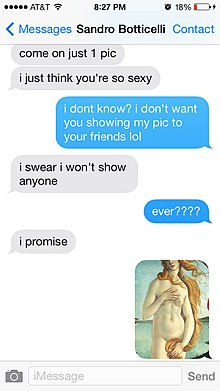 AT&T 8:27 PM 18%
Messages Sandro Botticelli Contact
come on just 1 pic
i just think you're so sexy
i dont know? i don't want
you showing my pic to
your friends lol
i swear i won't show
anyone
ever????
i promise
iMessage Send